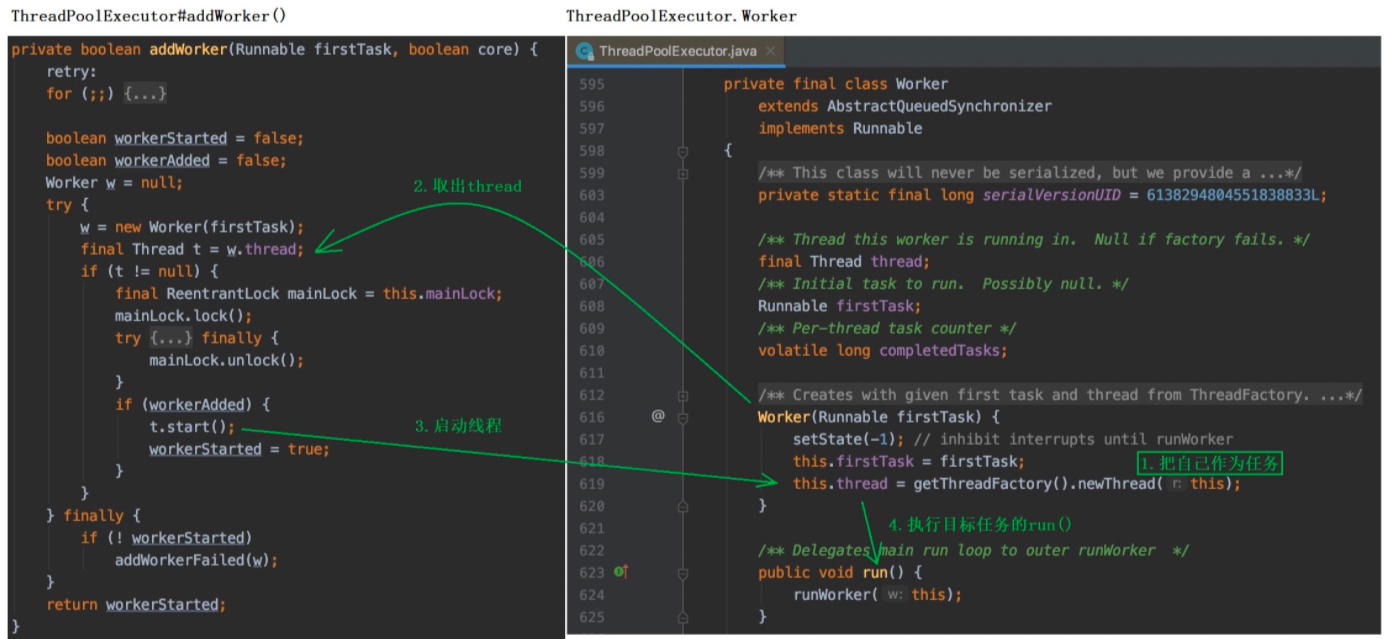 ThreadPoolExecutor#addWorker()
private boolean addWorker(Runnable firstTask, boolean core) {
retry:
for (;;) {...}
boolean workerStarted = false;
boolean workerAdded = false;
Worker w = null;
try {
w = new Worker(firstTask);
final Thread t = w.thread;
if (t != null) {
final ReentrantLock mainLock = this.mainLock;
mainLock.lock();
try {...} finally {
mainLock.unlock();
}
if (workerAdded) {
t.start();
workerStarted = true;
}
}
} finally {
if (! workerStarted)
addWorkerFailed(w);
}
return workerStarted;
}
2.取出thread
3.启动线程
ThreadPoolExecutor.Worker
ThreadPoolExecutor.java ×
595 private final class Worker
596 extends AbstractQueuedSynchronizer
597 implements Runnable
598 {
599 /** This class will never be serialized, but we provide a ...*/
603 private static final long serialVersionUID = 6138294804551838833L;
604
605 /** Thread this worker is running in.  Null if factory fails. */
606 final Thread thread;
607 /** Initial task to run.  Possibly null. */
608 Runnable firstTask;
609 /** Per-thread task counter */
610 volatile long completedTasks;
611
612 /** Creates with given first task and thread from ThreadFactory. ...*/
616 @ Worker(Runnable firstTask) {
617 setState(-1); // inhibit interrupts until runWorker
618 this.firstTask = firstTask;
1.把自己作为任务
619 this.thread = getThreadFactory().newThread( r: this);
620 }
621
4.执行目标任务的run()
622 /** Delegates main run loop to outer runWorker  */
623 public void run() {
624 runWorker( w: this);
625 }